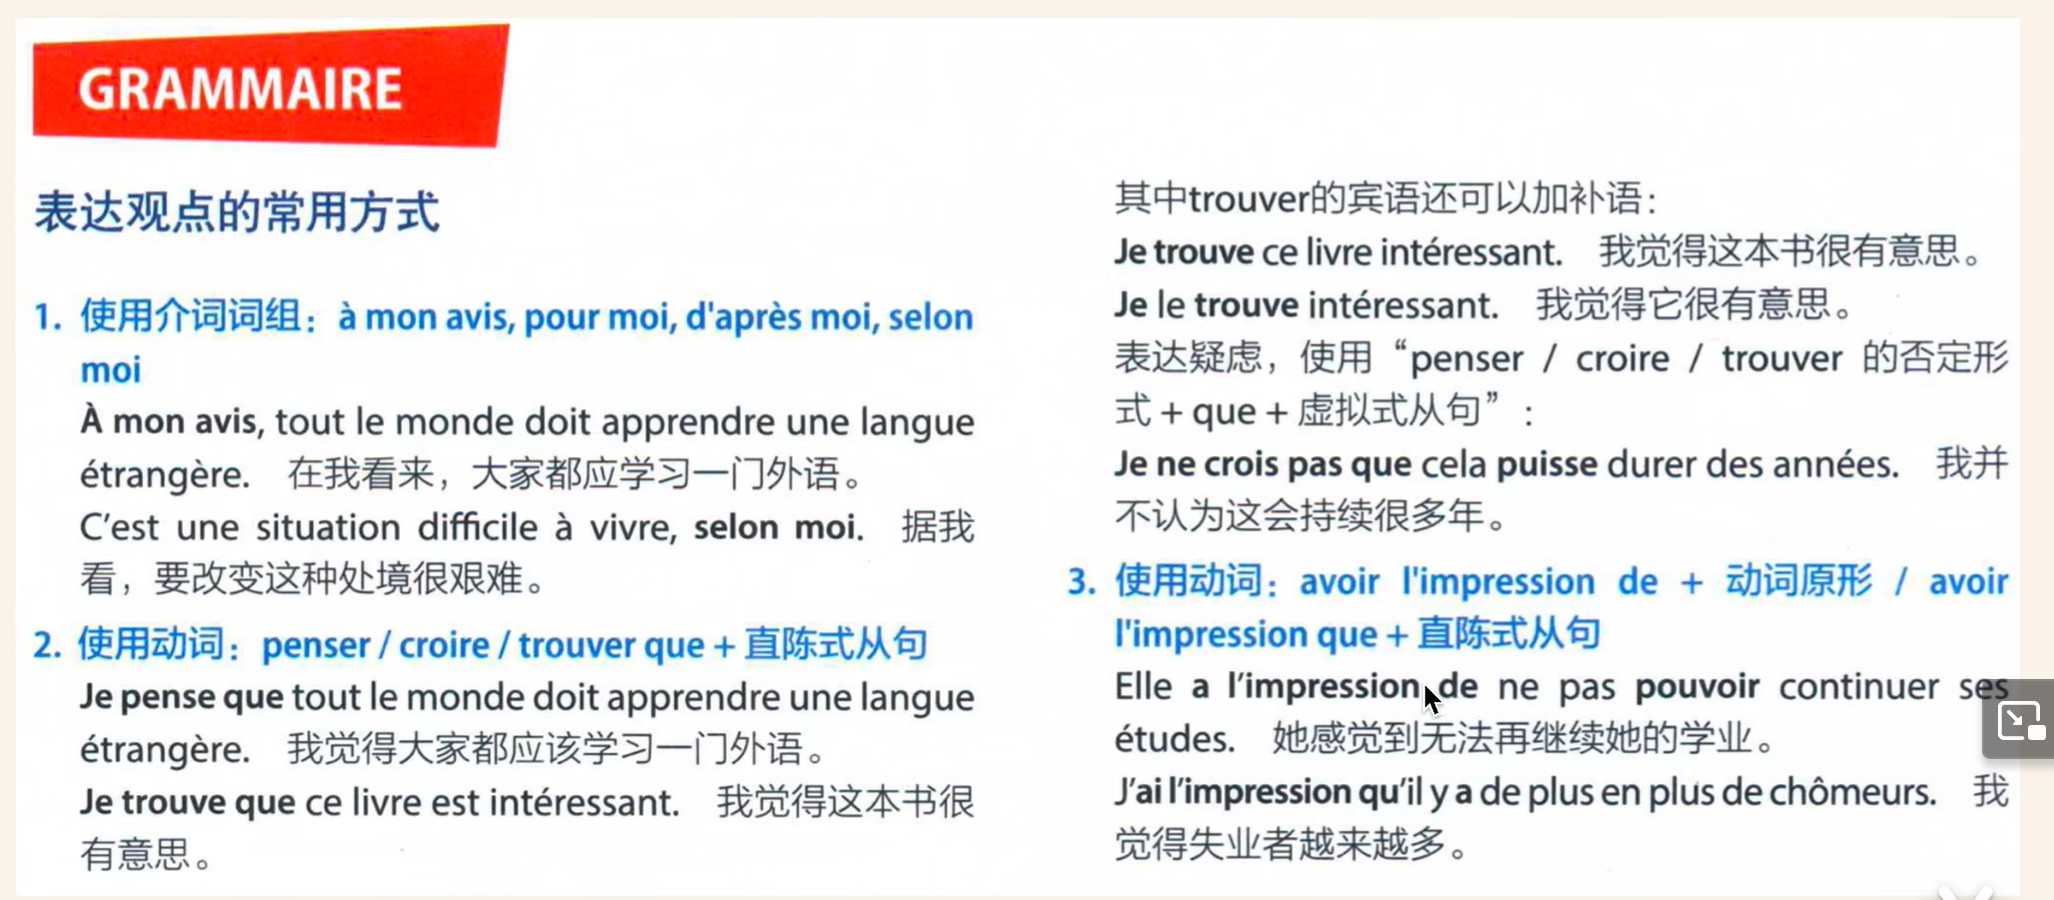 GRAMMAIRE
表达观点的常用方式
1. 使用介词词组：à mon avis, pour moi, d'après moi, selon
moi
À mon avis, tout le monde doit apprendre une langue
étrangère. 在我看来，大家都应学习一门外语。
C'est une situation difficile à vivre, selon moi. 据我
看，要改变这种处境很艰难。
2. 使用动词：penser / croire / trouver que + 直陈式从句
Je pense que tout le monde doit apprendre une langue
étrangère. 我觉得大家都应该学习一门外语。
Je trouve que ce livre est intéressant. 我觉得这本书很
有意思。
其中trouver的宾语还可以加补语：
Je trouve ce livre intéressant. 我觉得这本书很有意思。
Je le trouve intéressant. 我觉得它很有意思。
表达疑虑，使用“penser / croire / trouver 的否定形
式 + que + 虚拟式从句”：
Je ne crois pas que cela puisse durer des années. 我并
不认为这会持续很多年。
3. 使用动词：avoir l'impression de + 动词原形 / avoir
l'impression que + 直陈式从句
Elle a l'impression de ne pas pouvoir continuer ses
études. 她感觉到无法再继续她的学业。
J'ai l'impression qu'il y a de plus en plus de chômeurs. 我
觉得失业者越来越多。